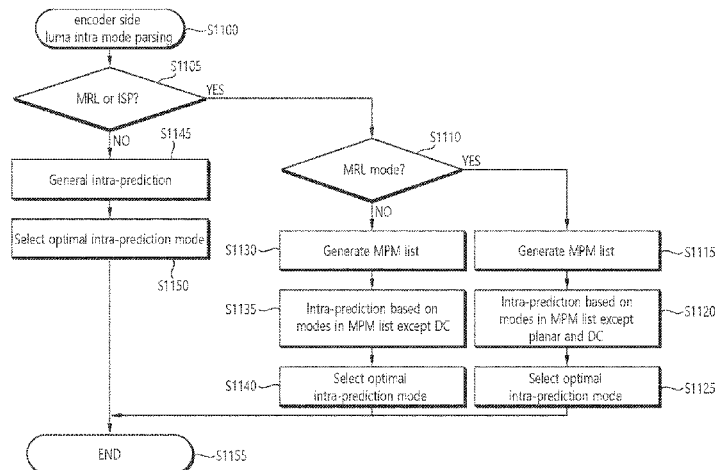 encoder side
luma intra mode parsing
S1100
S1105
MRL or ISP?
YES
NO
S1145
General intra-prediction
Select optimal intra-prediction mode
S1150
S1110
MRL mode?
YES
NO
S1130
Generate MPM list
Generate MPM list
S1115
S1135
Intra-prediction based on
modes in MPM list except DC
Intra-prediction based on
modes in MPM list except
planar and DC
S1120
S1140
Select optimal
intra-prediction mode
Select optimal
intra-prediction mode
S1125
END
S1155